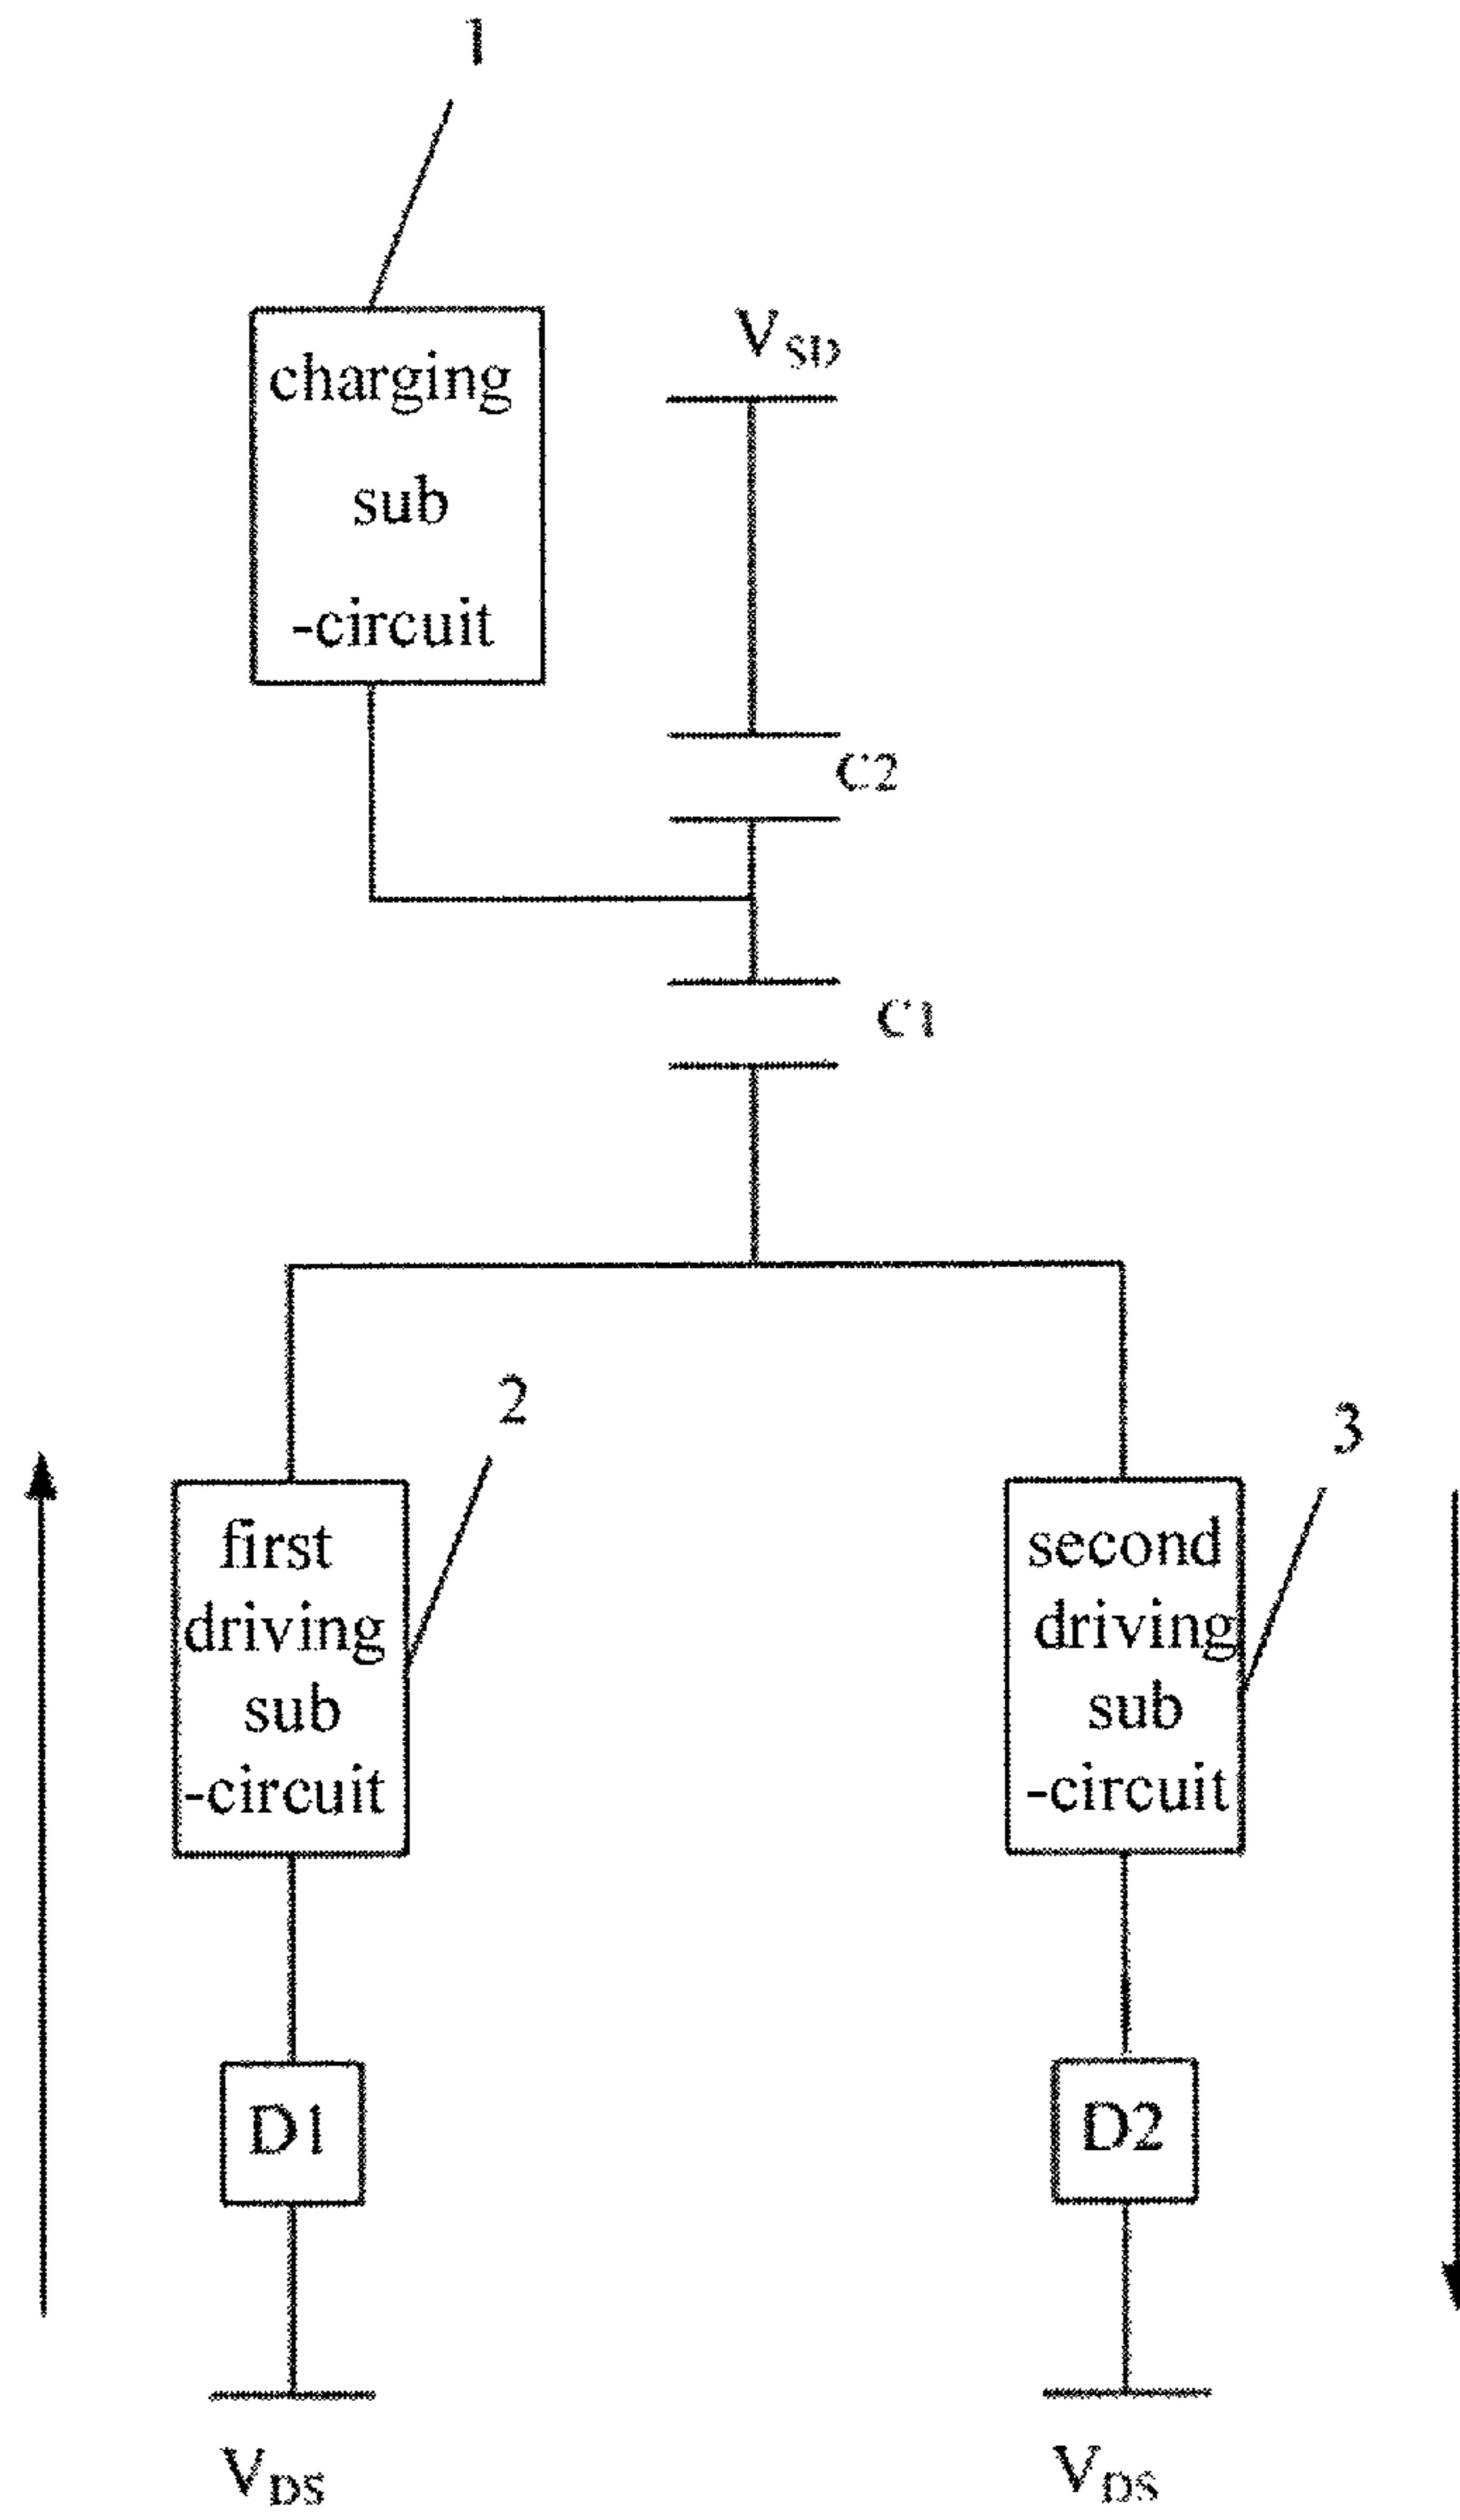 1
charging
sub
-circuit
VSD
C2
C1
2
3
first
driving
sub
-circuit
second
driving
sub
-circuit
D1
D2
VDS
VDS